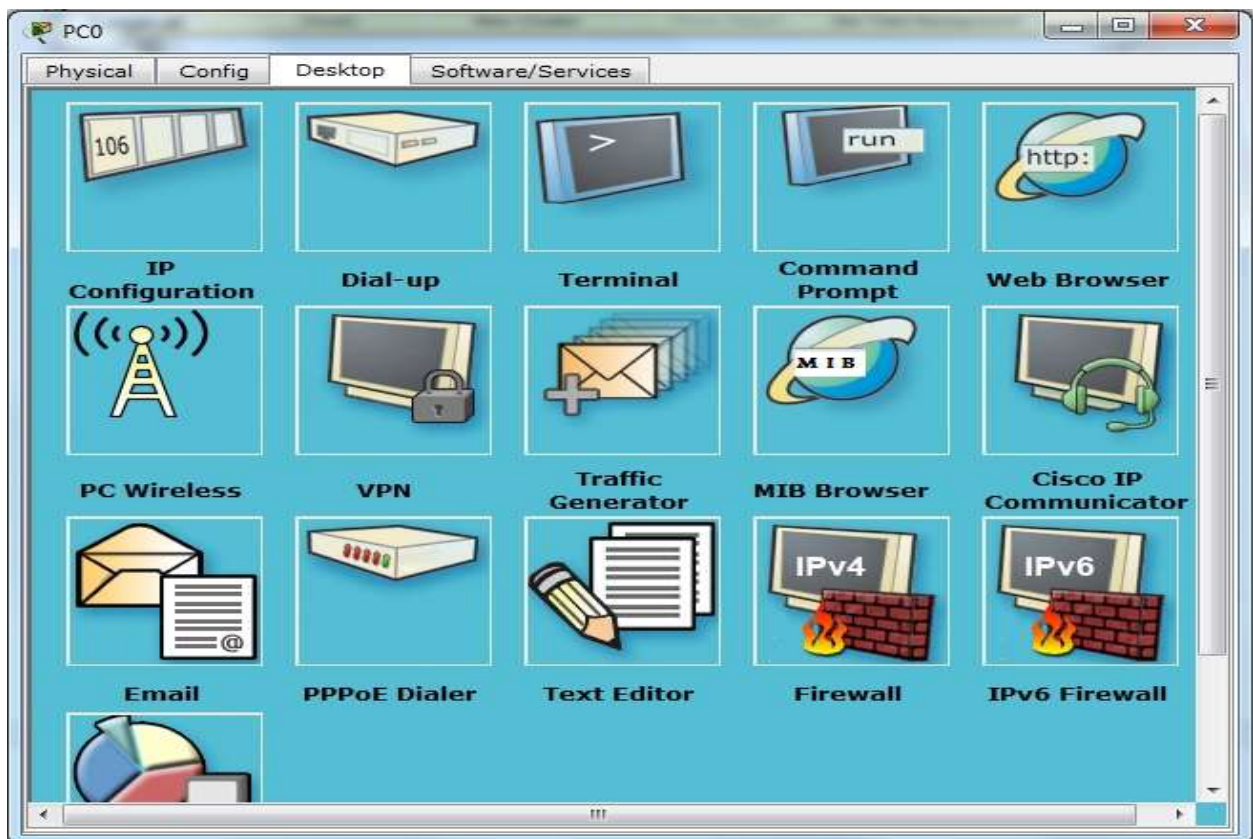 PC0
Physical Config Desktop Software/Services
106
>
run
http:
IP Configuration
Dial-up
Terminal
Command Prompt
Web Browser
MIB
PC Wireless
VPN
Traffic Generator
MIB Browser
Cisco IP Communicator
@
IPv4
IPv6
Email
PPPoE Dialer
Text Editor
Firewall
IPv6 Firewall